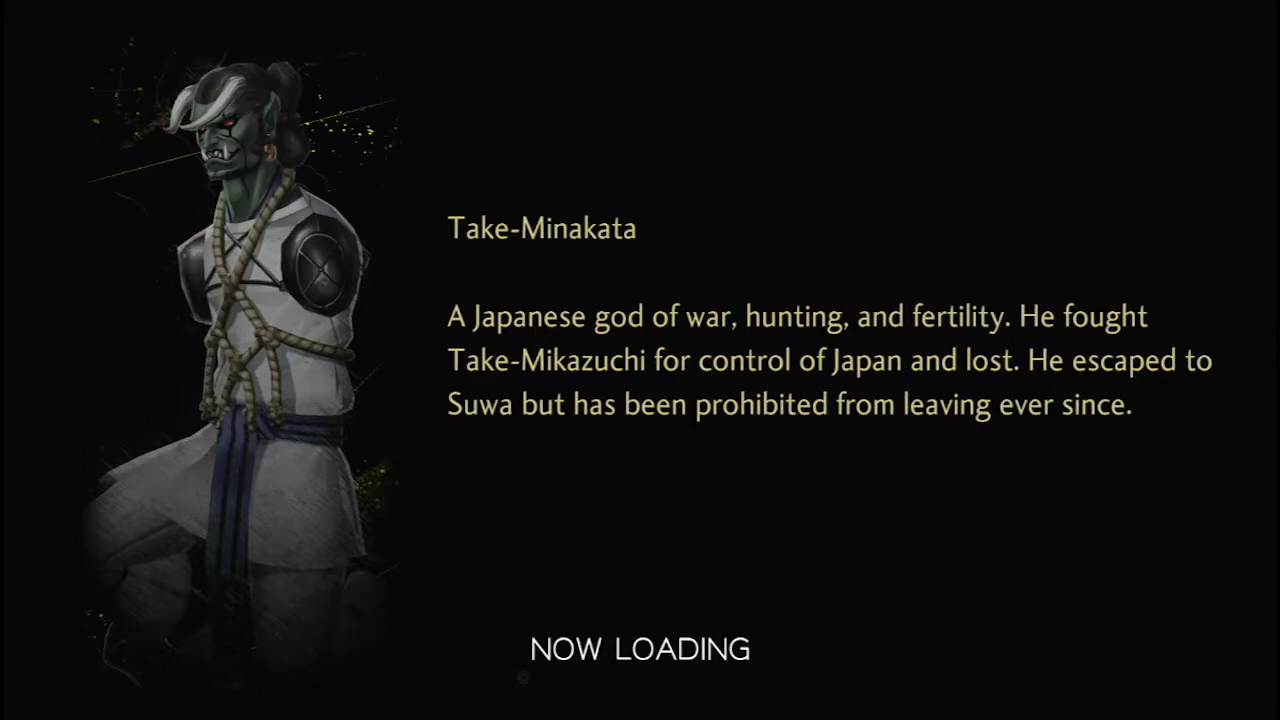 Take-Minakata
A Japanese god of war, hunting, and fertility. He fought
Take-Mikazuchi for control of Japan and lost. He escaped to
Suwa but has been prohibited from leaving ever since.
NOW LOADING